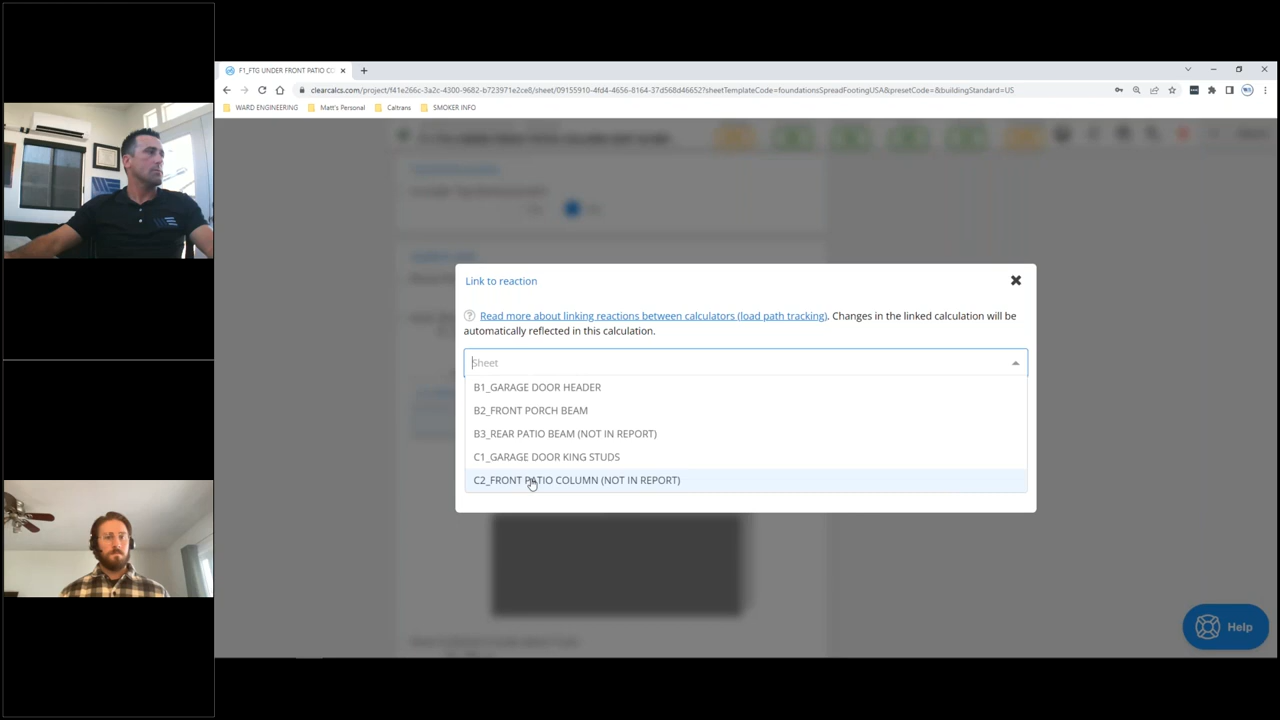 F1_FTG UNDER FRONT PATIO CO
clearcalcs.com/project/f41e266c-3a2c-4300-9682-b723971e2ce8/sheet/09155910-4fd4-4656-8164-37d568d46652?sheetTemplateCode=foundationsSpreadFootingUSA&presetCode=&buildingStandard=US
WARD ENGINEERING
Matt's Personal
Caltrans
SMOKER INFO
Link to reaction
Read more about linking reactions between calculators (load path tracking). Changes in the linked calculation will be
automatically reflected in this calculation.
Sheet
B1_GARAGE DOOR HEADER
B2_FRONT PORCH BEAM
B3_REAR PATIO BEAM (NOT IN REPORT)
C1_GARAGE DOOR KING STUDS
C2_FRONT PATIO COLUMN (NOT IN REPORT)
Help